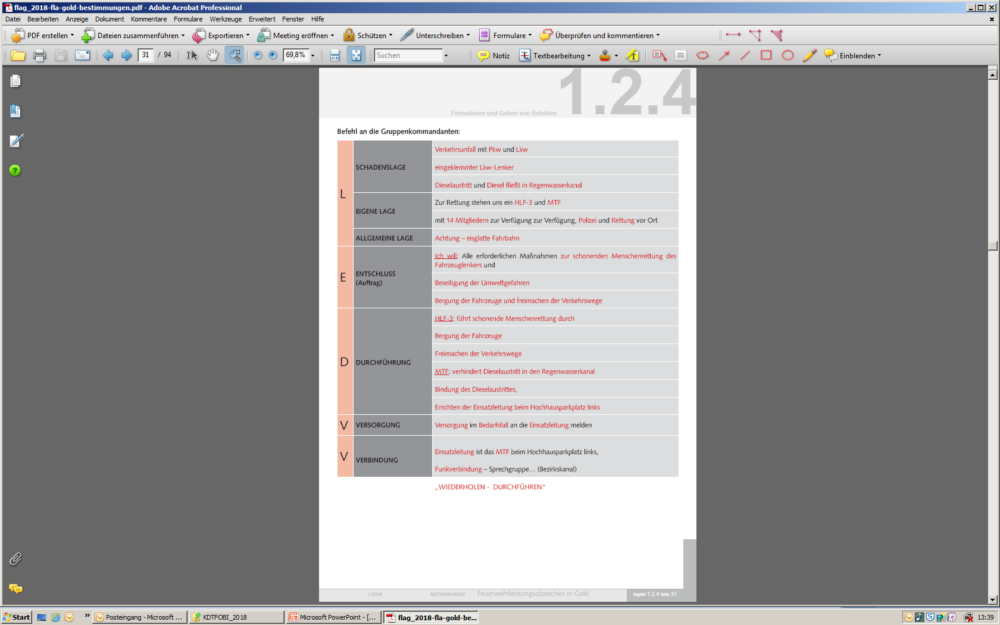 flag_2018-fla-gold-bestimmungen.pdf - Adobe Acrobat Professional
Datei Bearbeiten Anzeige Dokument Kommentare Formulare Werkzeuge Erweitert Fenster Hilfe
PDF erstellen Dateien zusammenführen Exportieren Meeting eröffnen Schützen Unterschreiben Formulare Überprüfen und kommentieren
31 / 94 69,8% Suchen Notiz Textbearbeitung Einblenden
1.2.4
Formulieren und Geben von Befehlen
Befehl an die Gruppenkommandanten:
L
SCHADENSLAGE
Verkehrsunfall mit Pkw und Lkw
eingeklemmter Lkw-Lenker
Dieselaustritt und Diesel fließt in Regenwasserkanal
EIGENE LAGE
Zur Rettung stehen uns ein HLF-3 und MTF
mit 14 Mitgliedern zur Verfügung zur Verfügung, Polizei und Rettung vor Ort
ALLGEMEINE LAGE
Achtung – eisglatte Fahrbahn
E
ENTSCHLUSS
(Auftrag)
Ich will: Alle erforderlichen Maßnahmen zur schonenden Menschenrettung des
Fahrzeuglenkers und
Beseitigung der Umweltgefahren
Bergung der Fahrzeuge und freimachen der Verkehrswege
D
DURCHFÜHRUNG
HLF-3: führt schonende Menschenrettung durch
Bergung der Fahrzeuge
Freimachen der Verkehrswege
MTF: verhindert Dieselaustritt in den Regenwasserkanal
Bindung des Dieselaustrittes,
Errichten der Einsatzleitung beim Hochhausparkplatz links
V
VERSORGUNG
Versorgung im Bedarfsfall an die Einsatzleitung melden
V
VERBINDUNG
Einsatzleitung ist das MTF beim Hochhausparkplatz links,
Funkverbindung – Sprechgruppe… (Bezirkskanal)
„WIEDERHOLEN - DURCHFÜHREN“
1/2018 BESTIMMUNGEN Feuerwehrleistungsabzeichen in Gold Kapitel 1.2.4 Seite 31
Start » Posteingang - Microsoft ... KDTFOBI_2018 Microsoft PowerPoint - [... flag_2018-fla-gold-be... 13:39